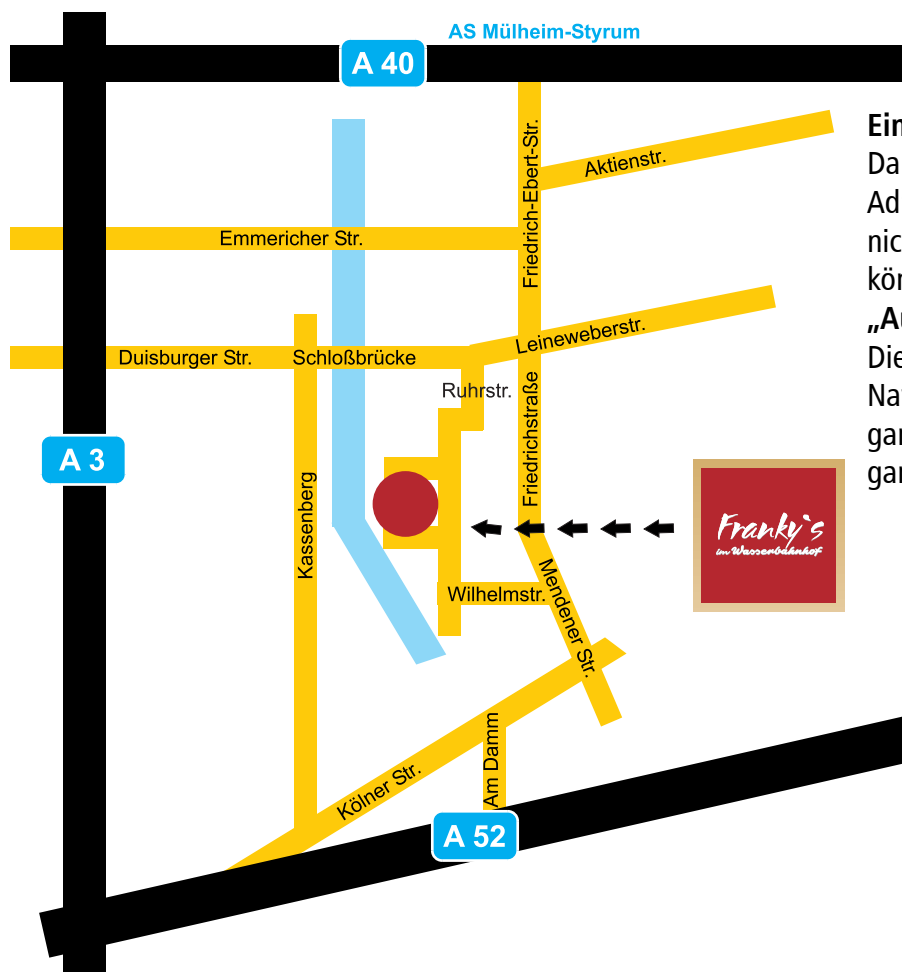 AS Mülheim-Styrum
A 40
Friedrich-Ebert-Str.
Aktienstr.
Emmericher Str.
Leineweberstr.
Duisburger Str.
Schloßbrücke
Ruhrstr.
Friedrichstraße
A 3
Kassenberg
Franky's
im Wasserbahnhof
Wilhelmstr.
Mendener Str.
Kölner Str.
Am Damm
A 52
Ein
Da
Ad
nic
kör
„Au
Die
Nat
gar
gar